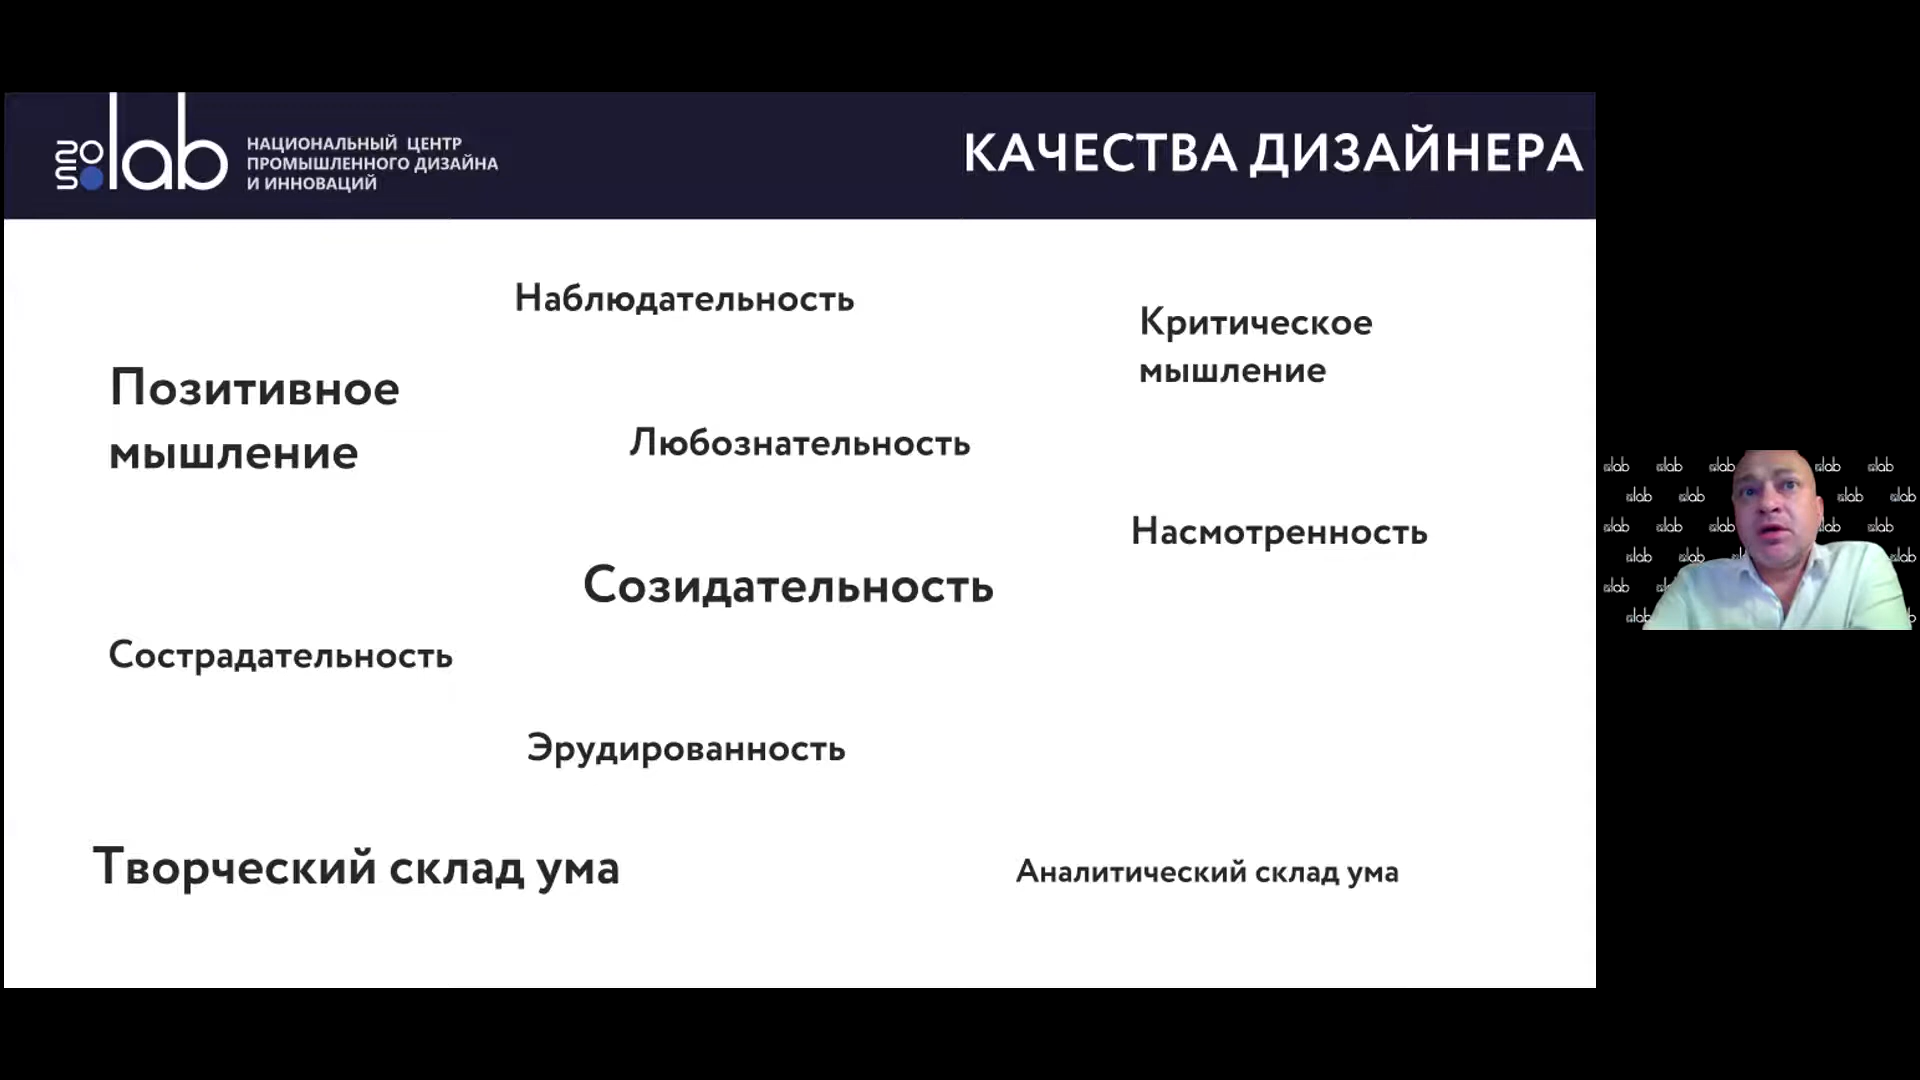 lab
НАЦИОНАЛЬНЫЙ ЦЕНТР
ПРОМЫШЛЕННОГО ДИЗАЙНА
И ИННОВАЦИЙ
КАЧЕСТВА ДИЗАЙНЕРА
Наблюдательность
Критическое
мышление
Позитивное
мышление
Любознательность
Насмотренность
Созидательность
Сострадательность
Эрудированность
Творческий склад ума
Аналитический склад ума